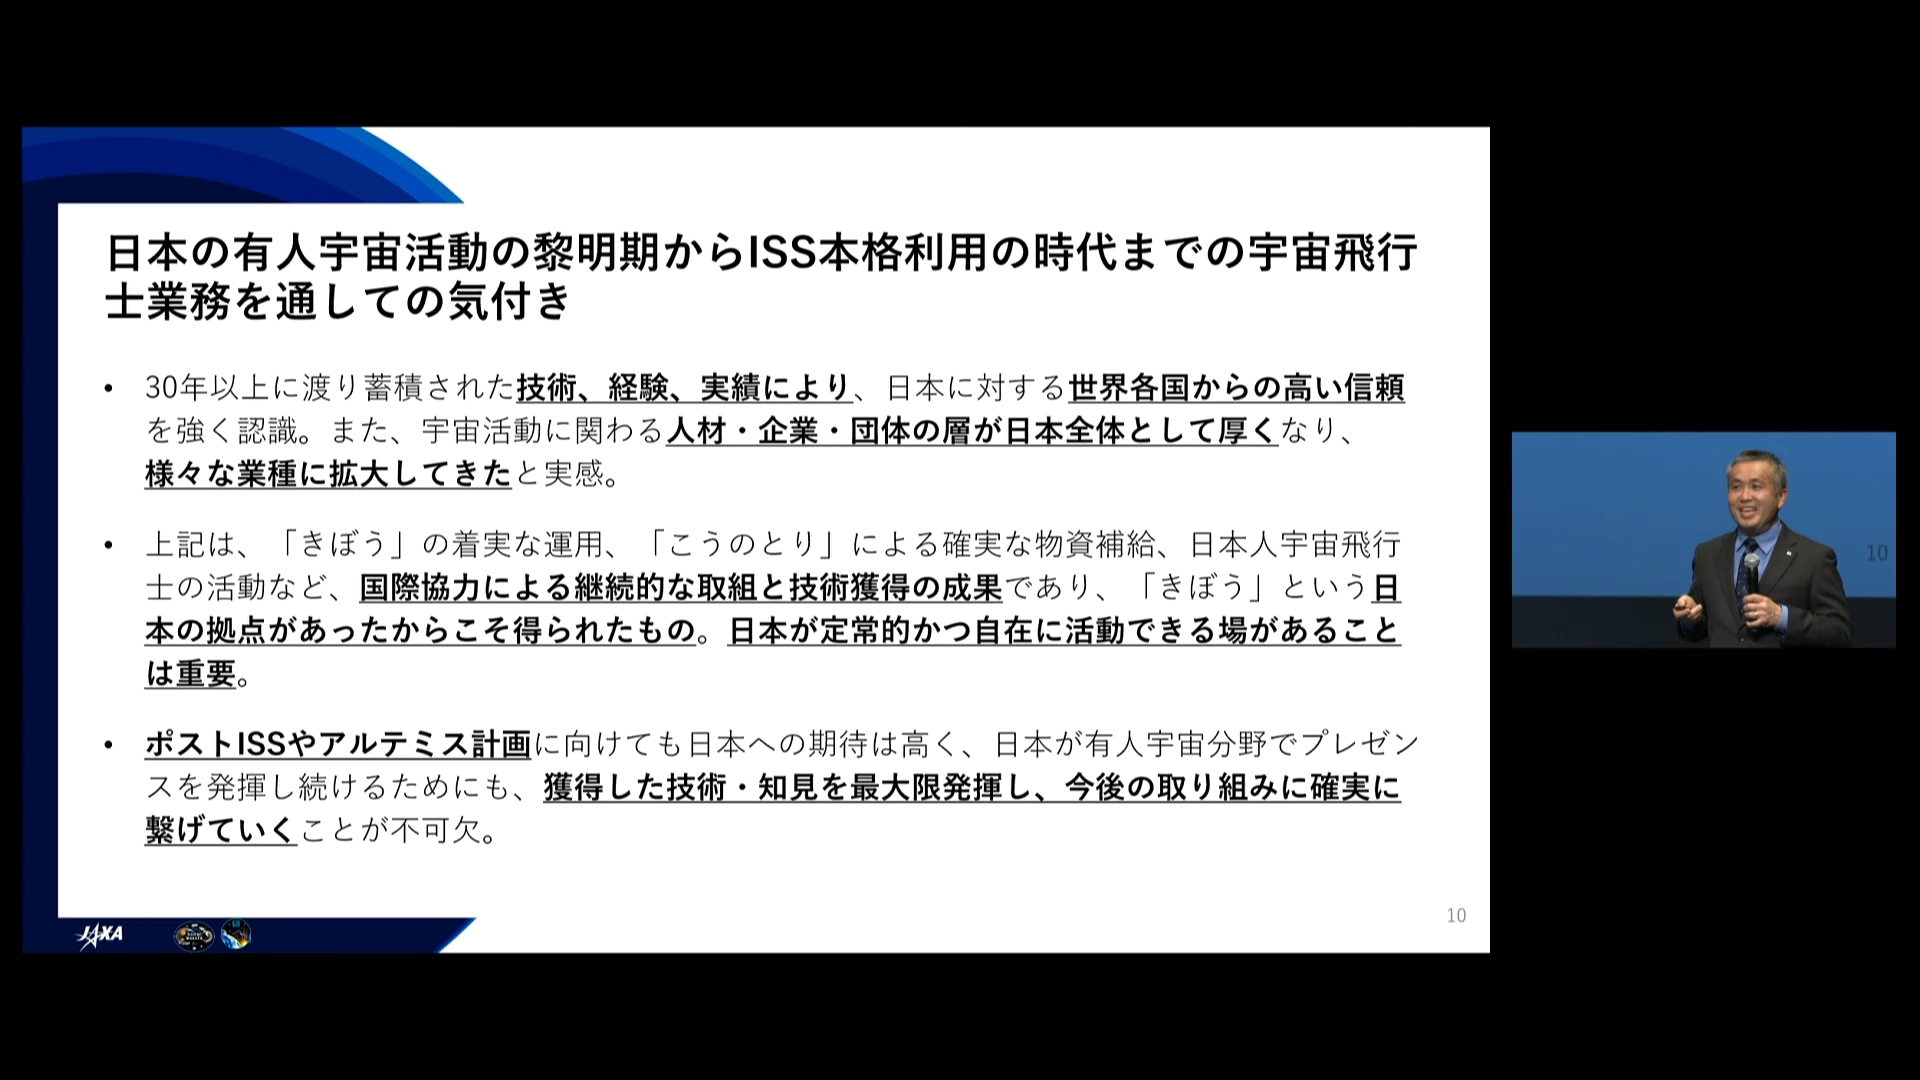 日本の有人宇宙活動の黎明期からISS本格利用の時代までの宇宙飛行
士業務を通しての気付き
• 30年以上に渡り蓄積された技術、経験、実績により、日本に対する世界各国からの高い信頼
を強く認識。また、宇宙活動に関わる人材・企業・団体の層が日本全体として厚くなり、
様々な業種に拡大してきたと実感。
• 上記は、「きぼう」の着実な運用、「こうのとり」による確実な物資補給、日本人宇宙飛行
士の活動など、国際協力による継続的な取組と技術獲得の成果であり、「きぼう」という日
本の拠点があったからこそ得られたもの。日本が定常的かつ自在に活動できる場があること
は重要。
• ポストISSやアルテミス計画に向けても日本への期待は高く、日本が有人宇宙分野でプレゼン
スを発揮し続けるためにも、獲得した技術・知見を最大限発揮し、今後の取り組みに確実に
繋げていくことが不可欠。
JAXA
10
10